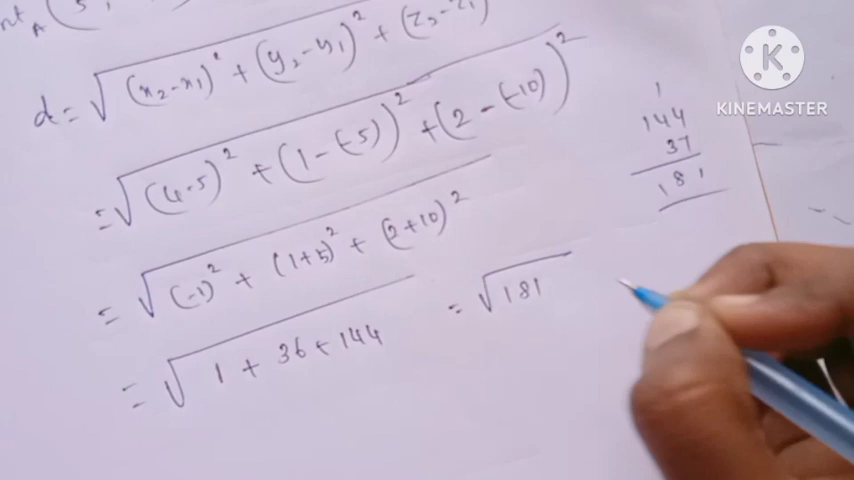 A (5,
d = √(x₂-x₁)² + (y₂-y₁)² + (z₂-z₁)
= √(4-5)² + (1-(-5))² + (2-(-10))²
= √(-1)² + (1+5)² + (2+10)²
= √1 + 36 + 144 = √181
1
144
37
181
K
KINEMASTER